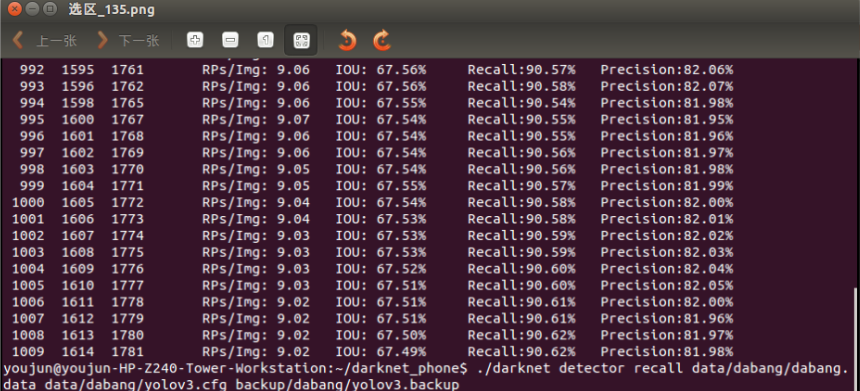 选区_135.png
上一张 下一张
992 1595 1761 RPs/Img: 9.06 IOU: 67.56% Recall:90.57% Precision:82.06%
993 1596 1762 RPs/Img: 9.06 IOU: 67.56% Recall:90.58% Precision:82.07%
994 1598 1765 RPs/Img: 9.06 IOU: 67.55% Recall:90.54% Precision:81.98%
995 1600 1767 RPs/Img: 9.07 IOU: 67.54% Recall:90.55% Precision:81.95%
996 1601 1768 RPs/Img: 9.06 IOU: 67.54% Recall:90.55% Precision:81.96%
997 1602 1769 RPs/Img: 9.06 IOU: 67.54% Recall:90.56% Precision:81.97%
998 1603 1770 RPs/Img: 9.05 IOU: 67.54% Recall:90.56% Precision:81.98%
999 1604 1771 RPs/Img: 9.05 IOU: 67.55% Recall:90.57% Precision:81.99%
1000 1605 1772 RPs/Img: 9.04 IOU: 67.54% Recall:90.58% Precision:82.00%
1001 1606 1773 RPs/Img: 9.04 IOU: 67.53% Recall:90.58% Precision:82.01%
1002 1607 1774 RPs/Img: 9.03 IOU: 67.53% Recall:90.59% Precision:82.02%
1003 1608 1775 RPs/Img: 9.03 IOU: 67.53% Recall:90.59% Precision:82.03%
1004 1609 1776 RPs/Img: 9.03 IOU: 67.52% Recall:90.60% Precision:82.04%
1005 1610 1777 RPs/Img: 9.03 IOU: 67.51% Recall:90.60% Precision:82.05%
1006 1611 1778 RPs/Img: 9.02 IOU: 67.51% Recall:90.61% Precision:82.00%
1007 1612 1779 RPs/Img: 9.02 IOU: 67.51% Recall:90.61% Precision:81.96%
1008 1613 1780 RPs/Img: 9.02 IOU: 67.50% Recall:90.62% Precision:81.97%
1009 1614 1781 RPs/Img: 9.02 IOU: 67.49% Recall:90.62% Precision:81.98%
youjun@youjun-HP-Z240-Tower-Workstation:~/darknet_phone$ ./darknet detector recall data/dabang/dabang.
data data/dabang/yolov3.cfg backup/dabang/yolov3.backup